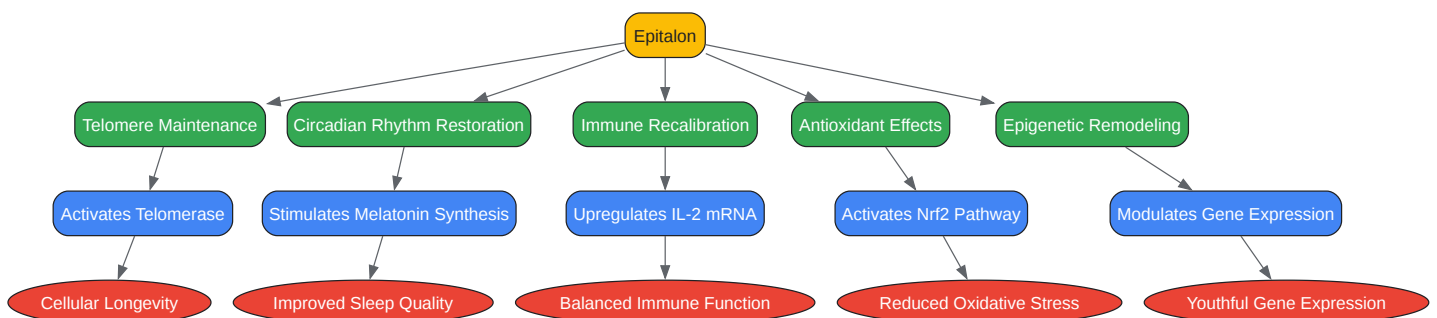 Epitalon
Telomere Maintenance
Circadian Rhythm Restoration
Immune Recalibration
Antioxidant Effects
Epigenetic Remodeling
Activates Telomerase
Stimulates Melatonin Synthesis
Upregulates IL-2 mRNA
Activates Nrf2 Pathway
Modulates Gene Expression
Cellular Longevity
Improved Sleep Quality
Balanced Immune Function
Reduced Oxidative Stress
Youthful Gene Expression